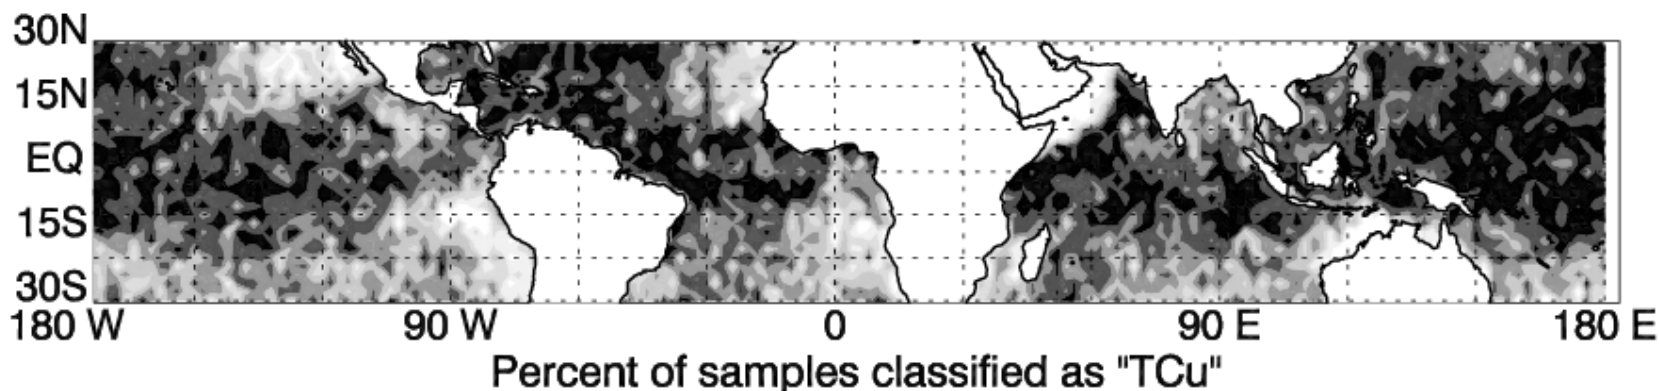 30N
15N
EQ
15S
30S
180 W 90 W 0 90 E 180 E
Percent of samples classified as "TCu"